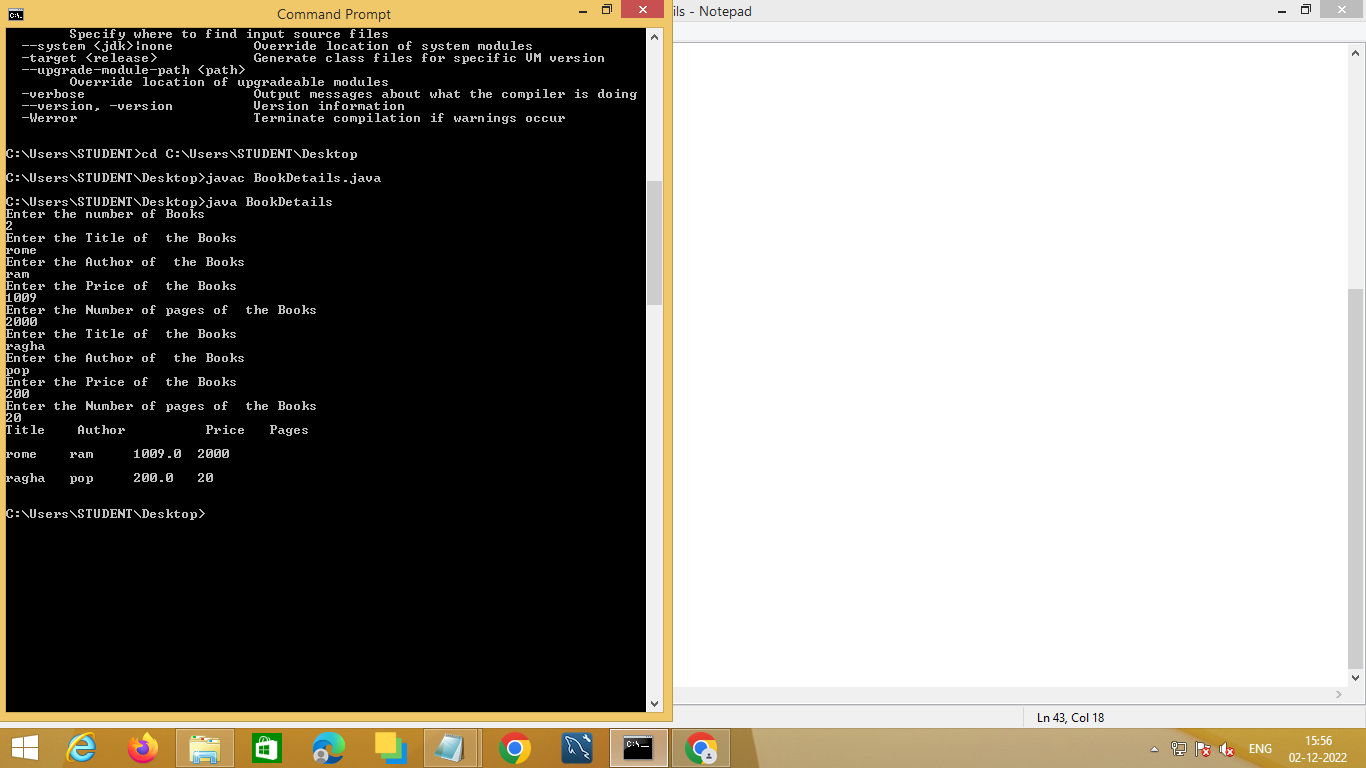 Command Prompt
ils - Notepad
        Specify where to find input source files
  --system <jdk>|none          Override location of system modules
  -target <release>            Generate class files for specific VM version
  --upgrade-module-path <path>
        Override location of upgradeable modules
  -verbose                     Output messages about what the compiler is doing
  --version, -version          Version information
  -Werror                      Terminate compilation if warnings occur
C:\Users\STUDENT>cd C:\Users\STUDENT\Desktop
C:\Users\STUDENT\Desktop>javac BookDetails.java
C:\Users\STUDENT\Desktop>java BookDetails
Enter the number of Books
2
Enter the Title of  the Books
rome
Enter the Author of  the Books
ram
Enter the Price of  the Books
1009
Enter the Number of pages of  the Books
2000
Enter the Title of  the Books
ragha
Enter the Author of  the Books
pop
Enter the Price of  the Books
200
Enter the Number of pages of  the Books
20
Title    Author          Price   Pages
rome    ram     1009.0  2000
ragha   pop     200.0   20
C:\Users\STUDENT\Desktop>
Ln 43, Col 18
ENG
15:56
02-12-2022